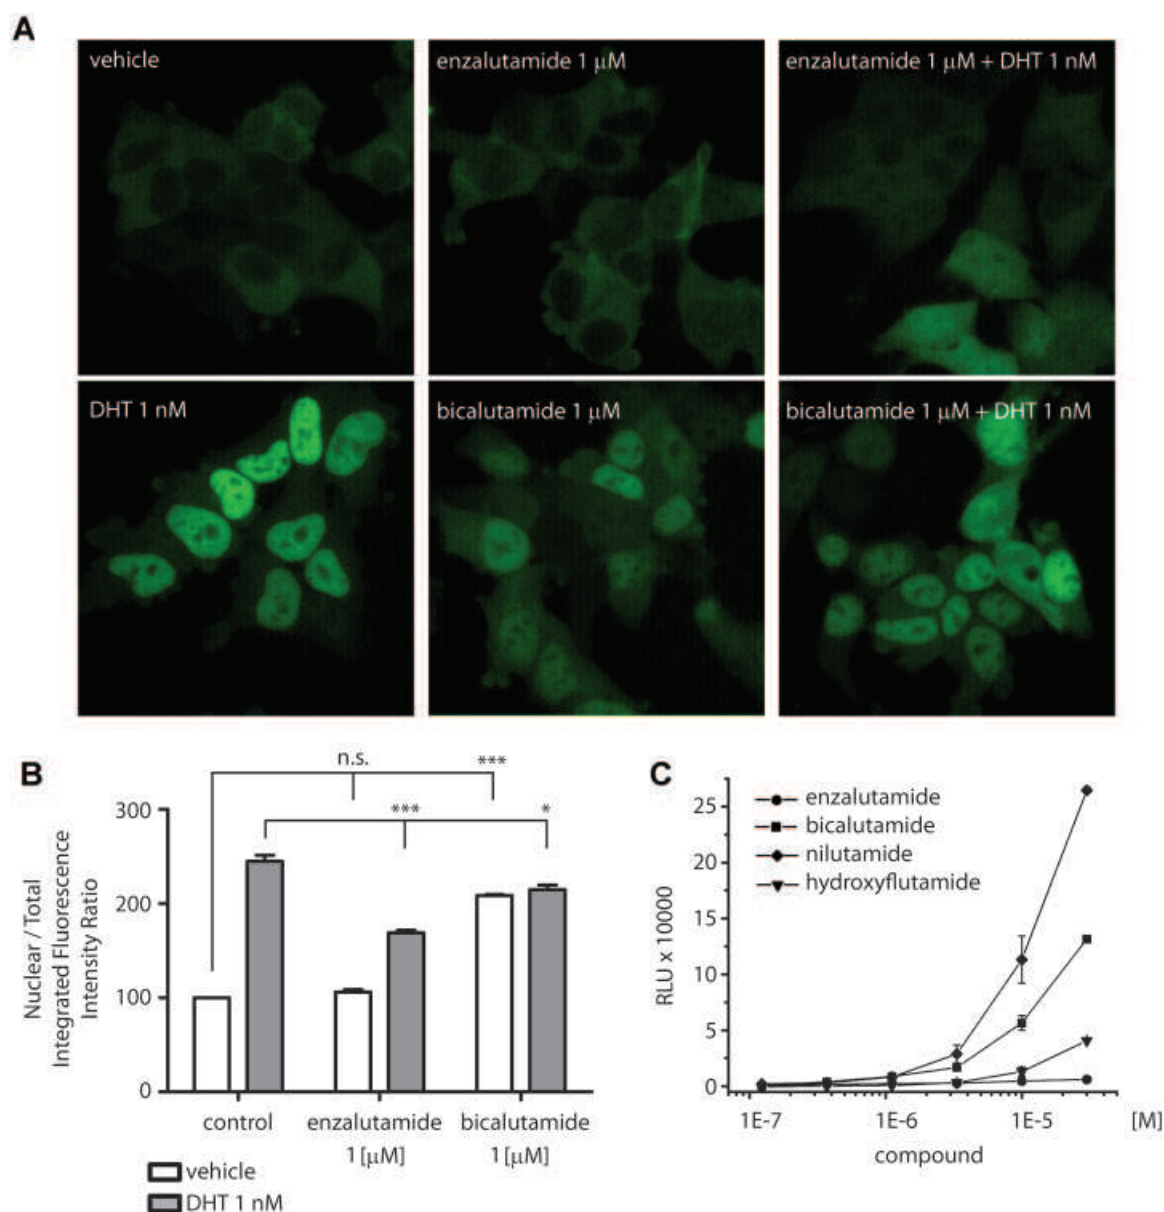 A
vehicle
enzalutamide 1 μM
enzalutamide 1 μM + DHT 1 nM
DHT 1 nM
bicalutamide 1 μM
bicalutamide 1 μM + DHT 1 nM
B
n.s.
***
***
*
Nuclear / Total
Integrated Fluorescence
Intensity Ratio
300
200
100
0
control
enzalutamide
1 [μM]
bicalutamide
1 [μM]
vehicle
DHT 1 nM
C
enzalutamide
bicalutamide
nilutamide
hydroxyflutamide
RLU x 10000
25
20
15
10
5
0
1E-7
1E-6
1E-5
[M]
compound